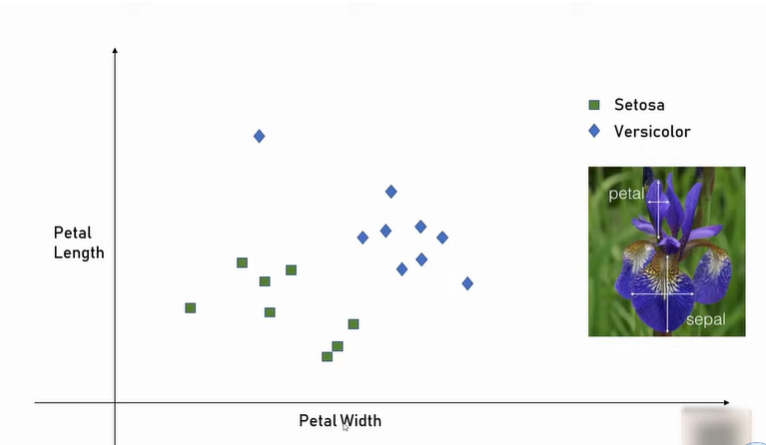 Setosa
Versicolor
petal
Petal
Length
sepal
Petal Width